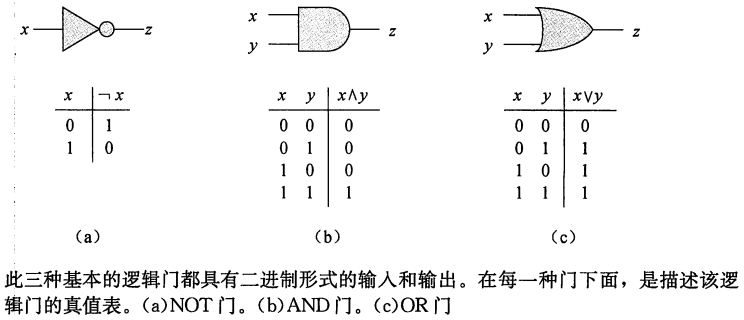 x z x y z x y z
x ¬x x y x∧y x y x∨y
0 1 0 0 0 0 0 0
1 0 0 1 0 0 1 1
1 0 0 1 0 1
1 1 1 1 1 1
(a) (b) (c)
此三种基本的逻辑门都具有二进制形式的输入和输出。在每一种门下面，是描述该逻
辑门的真值表。(a)NOT 门。(b)AND 门。(c)OR 门